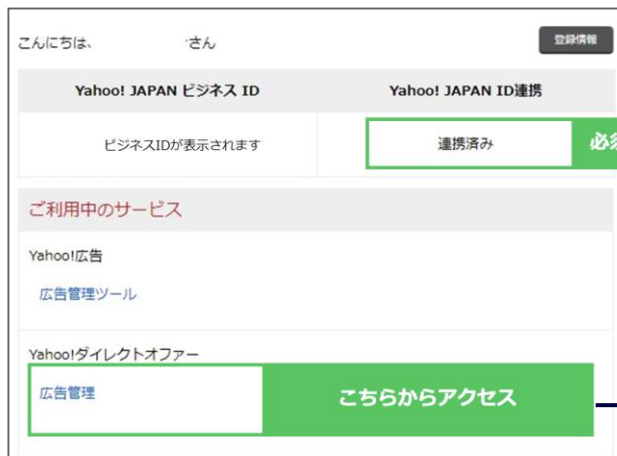 こんにちは、 さん
登録情報
Yahoo! JAPAN ビジネス ID
Yahoo! JAPAN ID連携
ビジネスIDが表示されます
連携済み
必
ご利用中のサービス
Yahoo!広告
広告管理ツール
Yahoo!ダイレクトオファー
広告管理
こちらからアクセス